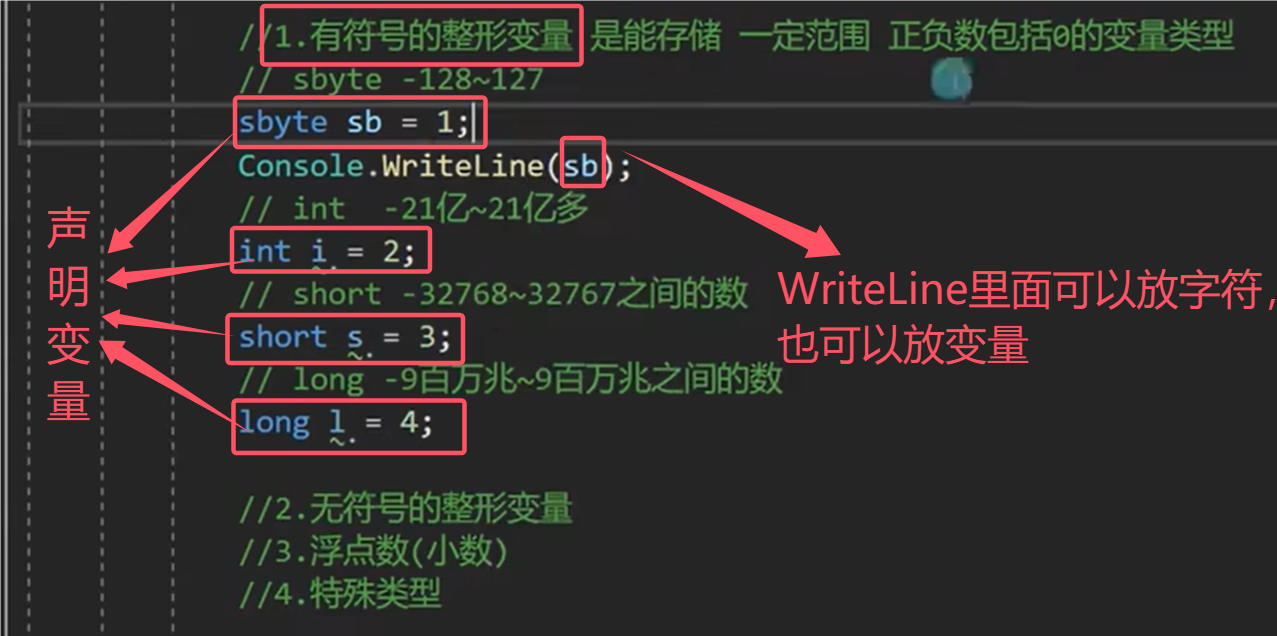 //1.有符号的整形变量 是能存储 一定范围 正负数包括0的变量类型
// sbyte -128~127
sbyte sb = 1;
Console.WriteLine(sb);
// int  -21亿~21亿多
int i = 2;
// short -32768~32767之间的数
short s = 3;
// long -9百万兆~9百万兆之间的数
long l = 4;
声明变量
WriteLine里面可以放字符,
也可以放变量
//2.无符号的整形变量
//3.浮点数(小数)
//4.特殊类型